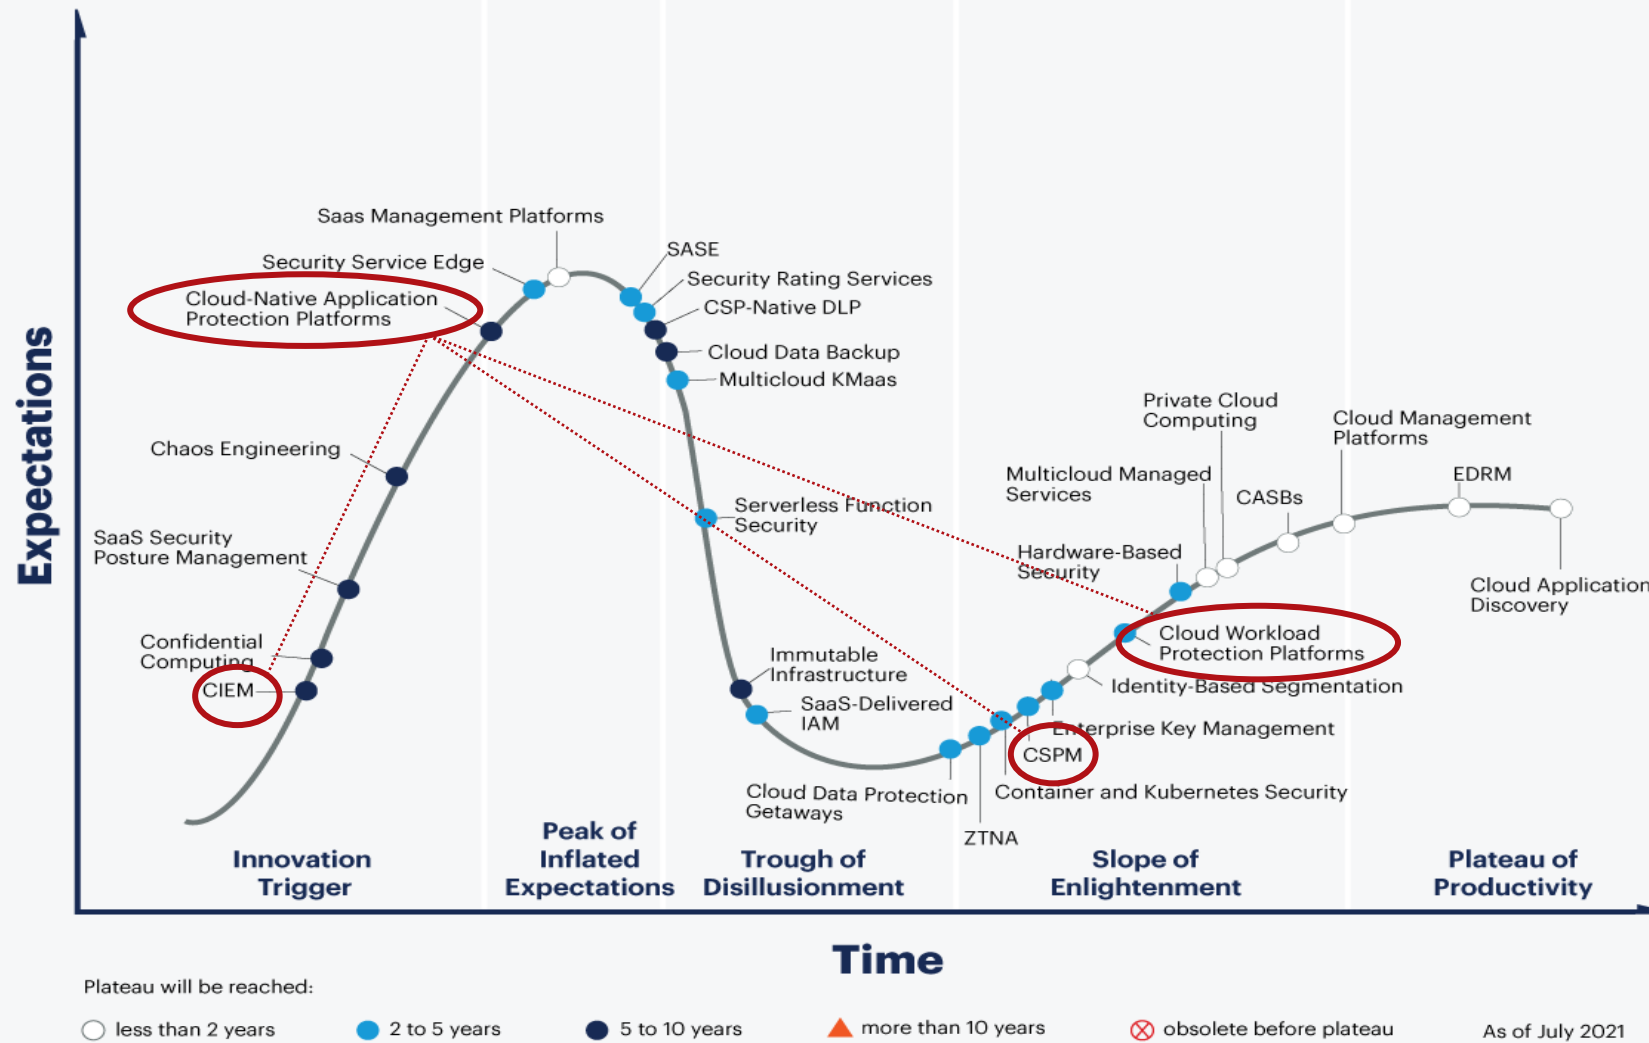 Expectations
Saas Management Platforms
Security Service Edge
Cloud-Native Application
Protection Platforms
Chaos Engineering
SaaS Security
Posture Management
Confidential
Computing
CIEM
SASE
Security Rating Services
CSP-Native DLP
Cloud Data Backup
Multicloud KMaas
Serverless Function
Security
Immutable
Infrastructure
SaaS-Delivered
IAM
Cloud Data Protection
Getaways
ZTNA
Container and Kubernetes Security
CSPM
Enterprise Key Management
Identity-Based Segmentation
Cloud Workload
Protection Platforms
Hardware-Based
Security
Multicloud Managed
Services
Private Cloud
Computing
CASBs
Cloud Management
Platforms
EDRM
Cloud Application
Discovery
Innovation
Trigger
Peak of
Inflated
Expectations
Trough of
Disillusionment
Slope of
Enlightenment
Plateau of
Productivity
Time
Plateau will be reached:
less than 2 years
2 to 5 years
5 to 10 years
more than 10 years
obsolete before plateau
As of July 2021